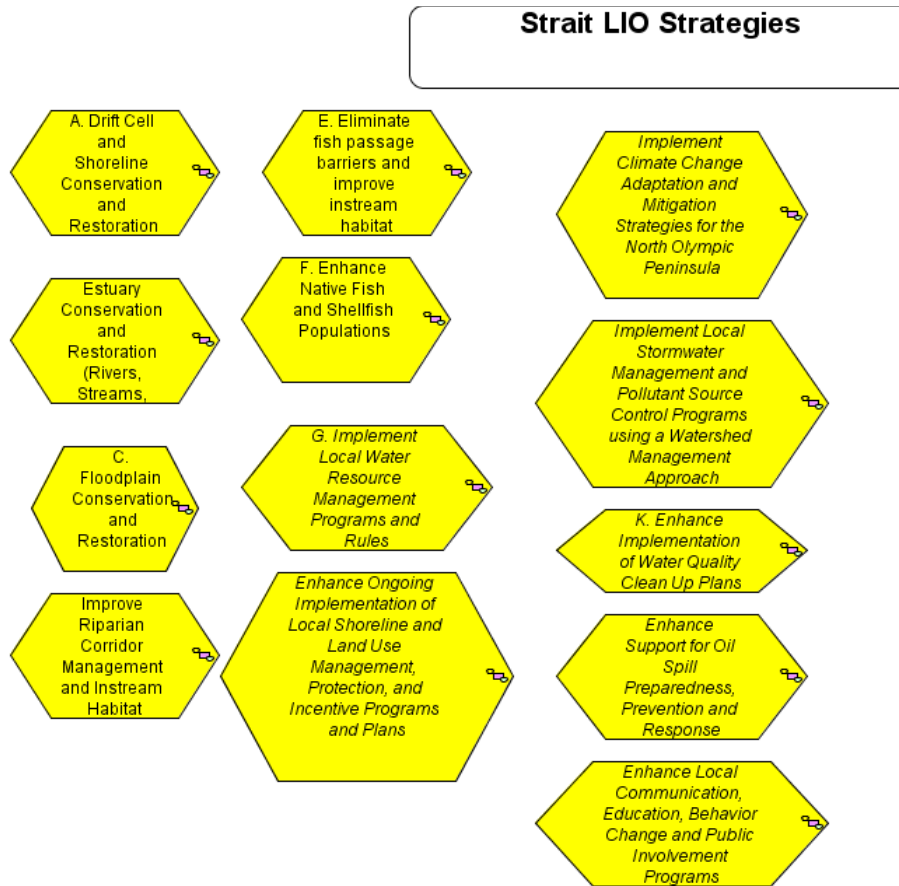 Strait LIO Strategies
A. Drift Cell
and
Shoreline
Conservation
and
Restoration
Estuary
Conservation
and
Restoration
(Rivers,
Streams,
C.
Floodplain
Conservation
and
Restoration
Improve
Riparian
Corridor
Management
and Instream
Habitat
E. Eliminate
fish passage
barriers and
improve
instream
habitat
F. Enhance
Native Fish
and Shellfish
Populations
G. Implement
Local Water
Resource
Management
Programs and
Rules
Enhance Ongoing
Implementation of
Local Shoreline and
Land Use
Management,
Protection, and
Incentive Programs
and Plans
Implement
Climate Change
Adaptation and
Mitigation
Strategies for the
North Olympic
Peninsula
Implement Local
Stormwater
Management and
Pollutant Source
Control Programs
using a Watershed
Management
Approach
K. Enhance
Implementation
of Water Quality
Clean Up Plans
Enhance
Support for Oil
Spill
Preparedness,
Prevention and
Response
Enhance Local
Communication,
Education, Behavior
Change and Public
Involvement
Programs